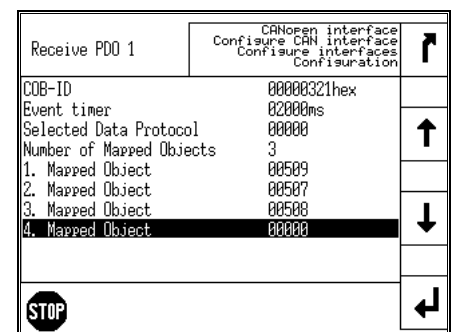 Receive PDO 1
CANopen interface
Configure CAN interface
Configure interfaces
Configuration
COB-ID 00000321hex
Event timer 02000ms
Selected Data Protocol 00000
Number of Mapped Objects 3
1. Mapped Object 00509
2. Mapped Object 00507
3. Mapped Object 00508
4. Mapped Object 00000
STOP